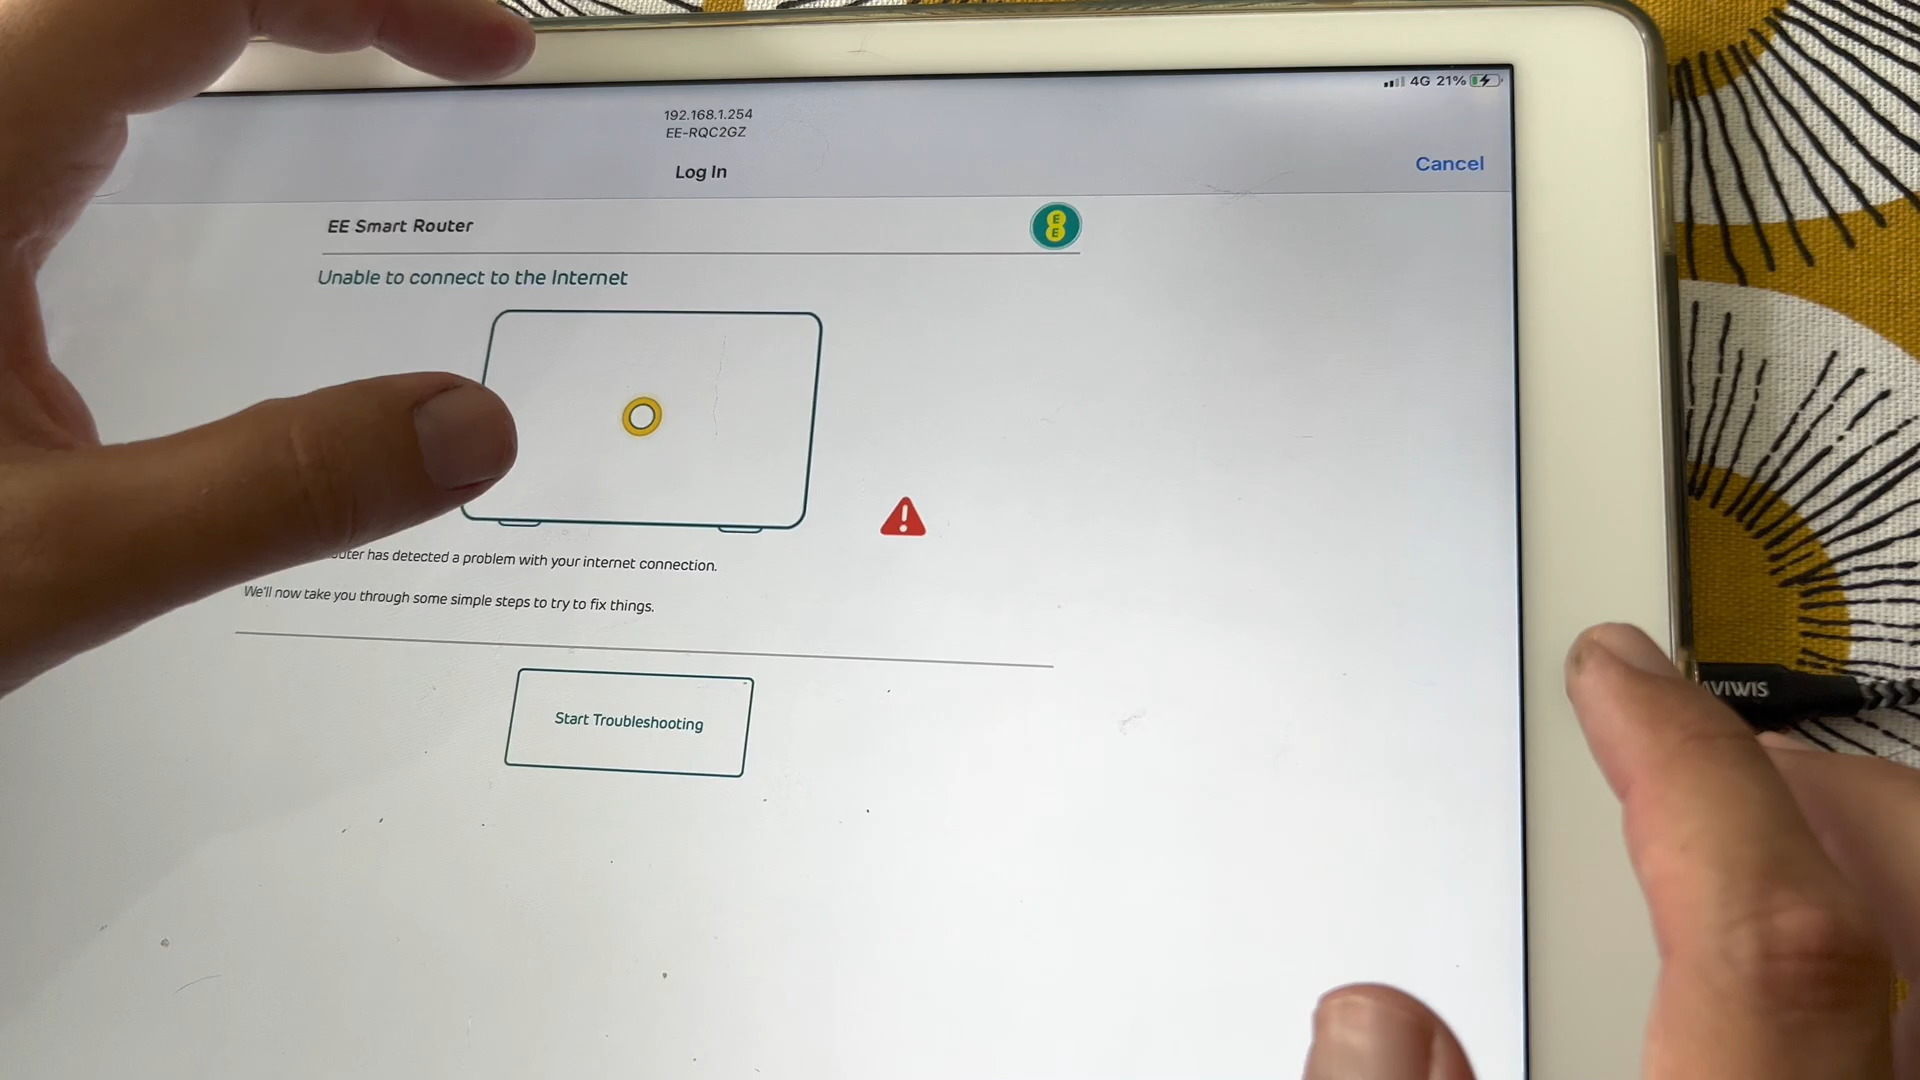 4G 21%
192.168.1.254
EE-RQC2GZ
Log In
Cancel
EE Smart Router
E
E
Unable to connect to the Internet
has detected a problem with your internet connection.
We'll now take you through some simple steps to try to fix things.
Start Troubleshooting
VIWIS